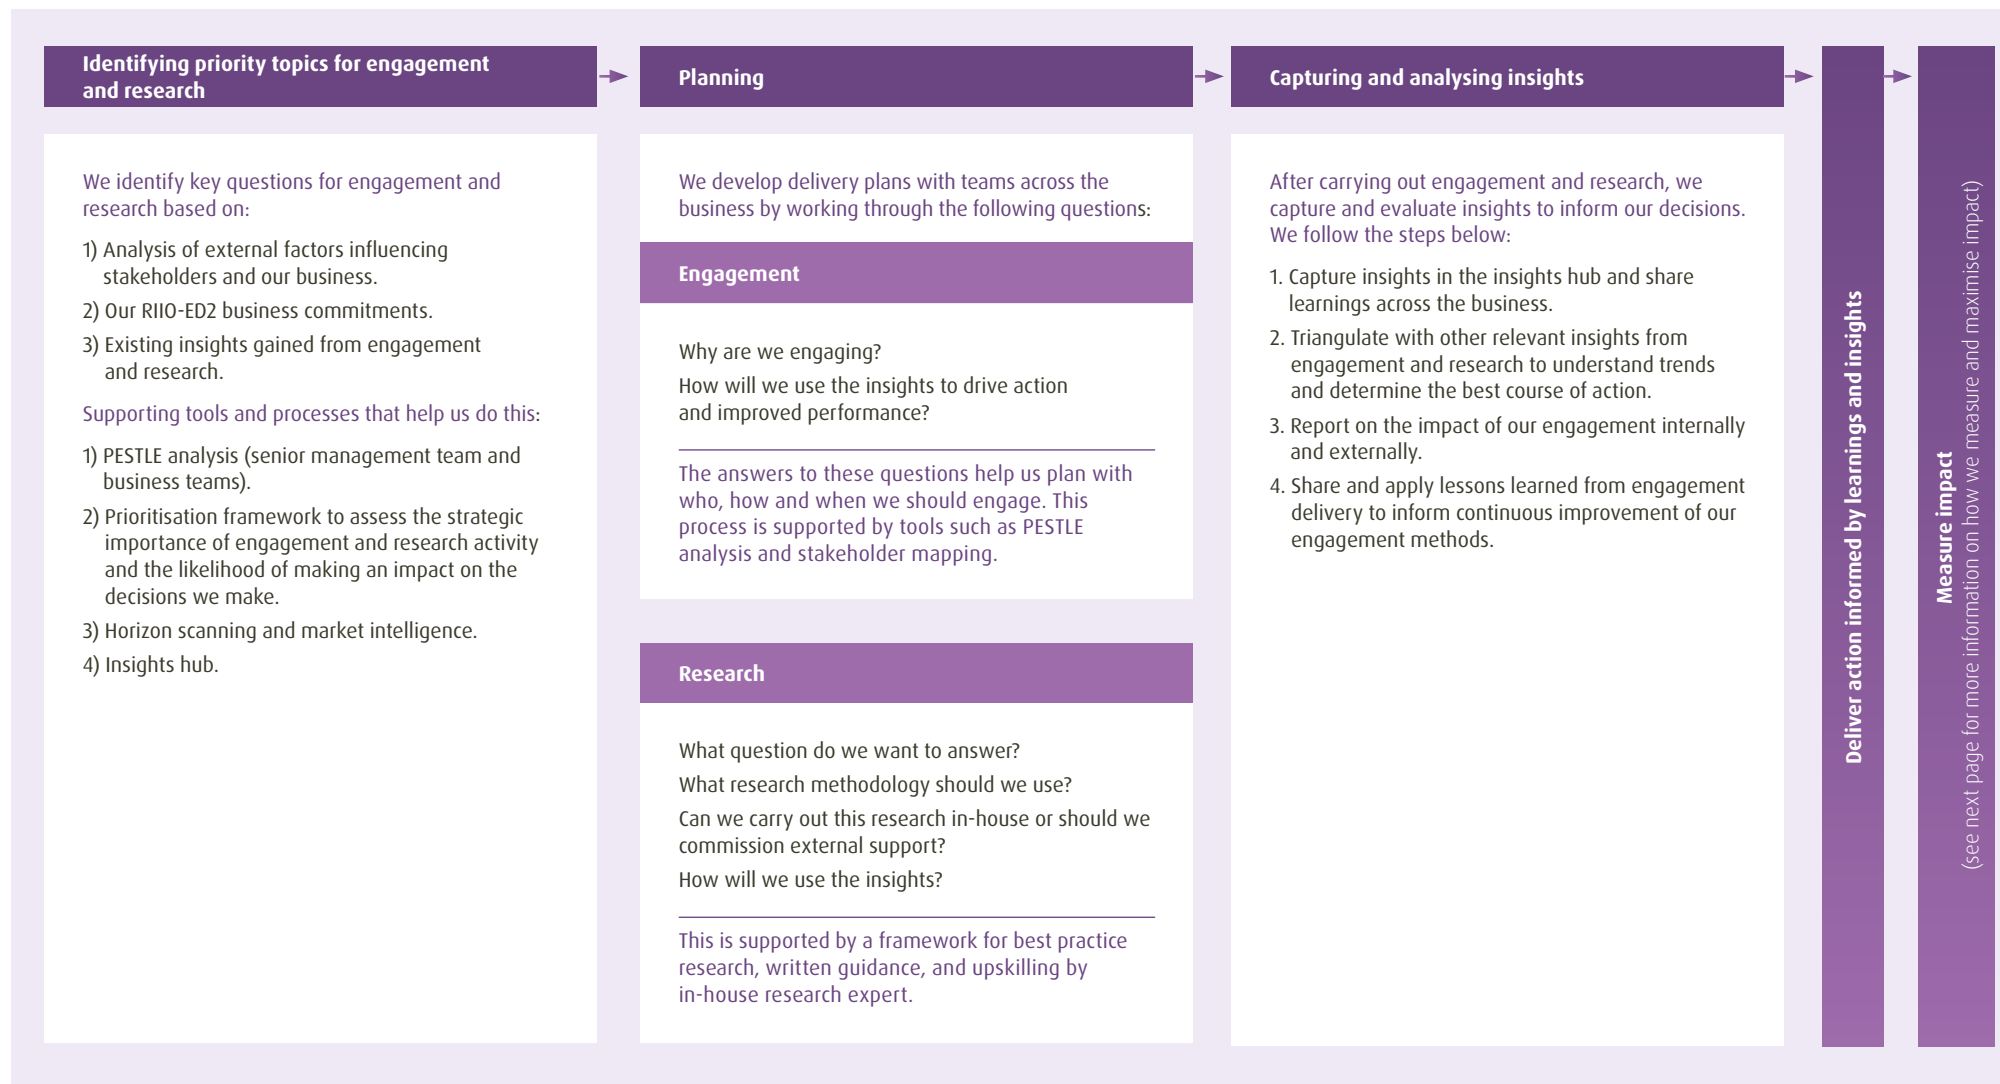 Identifying priority topics for engagement
and research
We identify key questions for engagement and
research based on:
1) Analysis of external factors influencing
stakeholders and our business.
2) Our RIIO-ED2 business commitments.
3) Existing insights gained from engagement
and research.
Supporting tools and processes that help us do this:
1) PESTLE analysis (senior management team and
business teams).
2) Prioritisation framework to assess the strategic
importance of engagement and research activity
and the likelihood of making an impact on the
decisions we make.
3) Horizon scanning and market intelligence.
4) Insights hub.
Planning
We develop delivery plans with teams across the
business by working through the following questions:
Engagement
Why are we engaging?
How will we use the insights to drive action
and improved performance?
The answers to these questions help us plan with
who, how and when we should engage. This
process is supported by tools such as PESTLE
analysis and stakeholder mapping.
Research
What question do we want to answer?
What research methodology should we use?
Can we carry out this research in-house or should we
commission external support?
How will we use the insights?
This is supported by a framework for best practice
research, written guidance, and upskilling by
in-house research expert.
Capturing and analysing insights
After carrying out engagement and research, we
capture and evaluate insights to inform our decisions.
We follow the steps below:
1. Capture insights in the insights hub and share
learnings across the business.
2. Triangulate with other relevant insights from
engagement and research to understand trends
and determine the best course of action.
3. Report on the impact of our engagement internally
and externally.
4. Share and apply lessons learned from engagement
delivery to inform continuous improvement of our
engagement methods.
Deliver action informed by learnings and insights
Measure impact
(see next page for more information on how we measure and maximise impact)